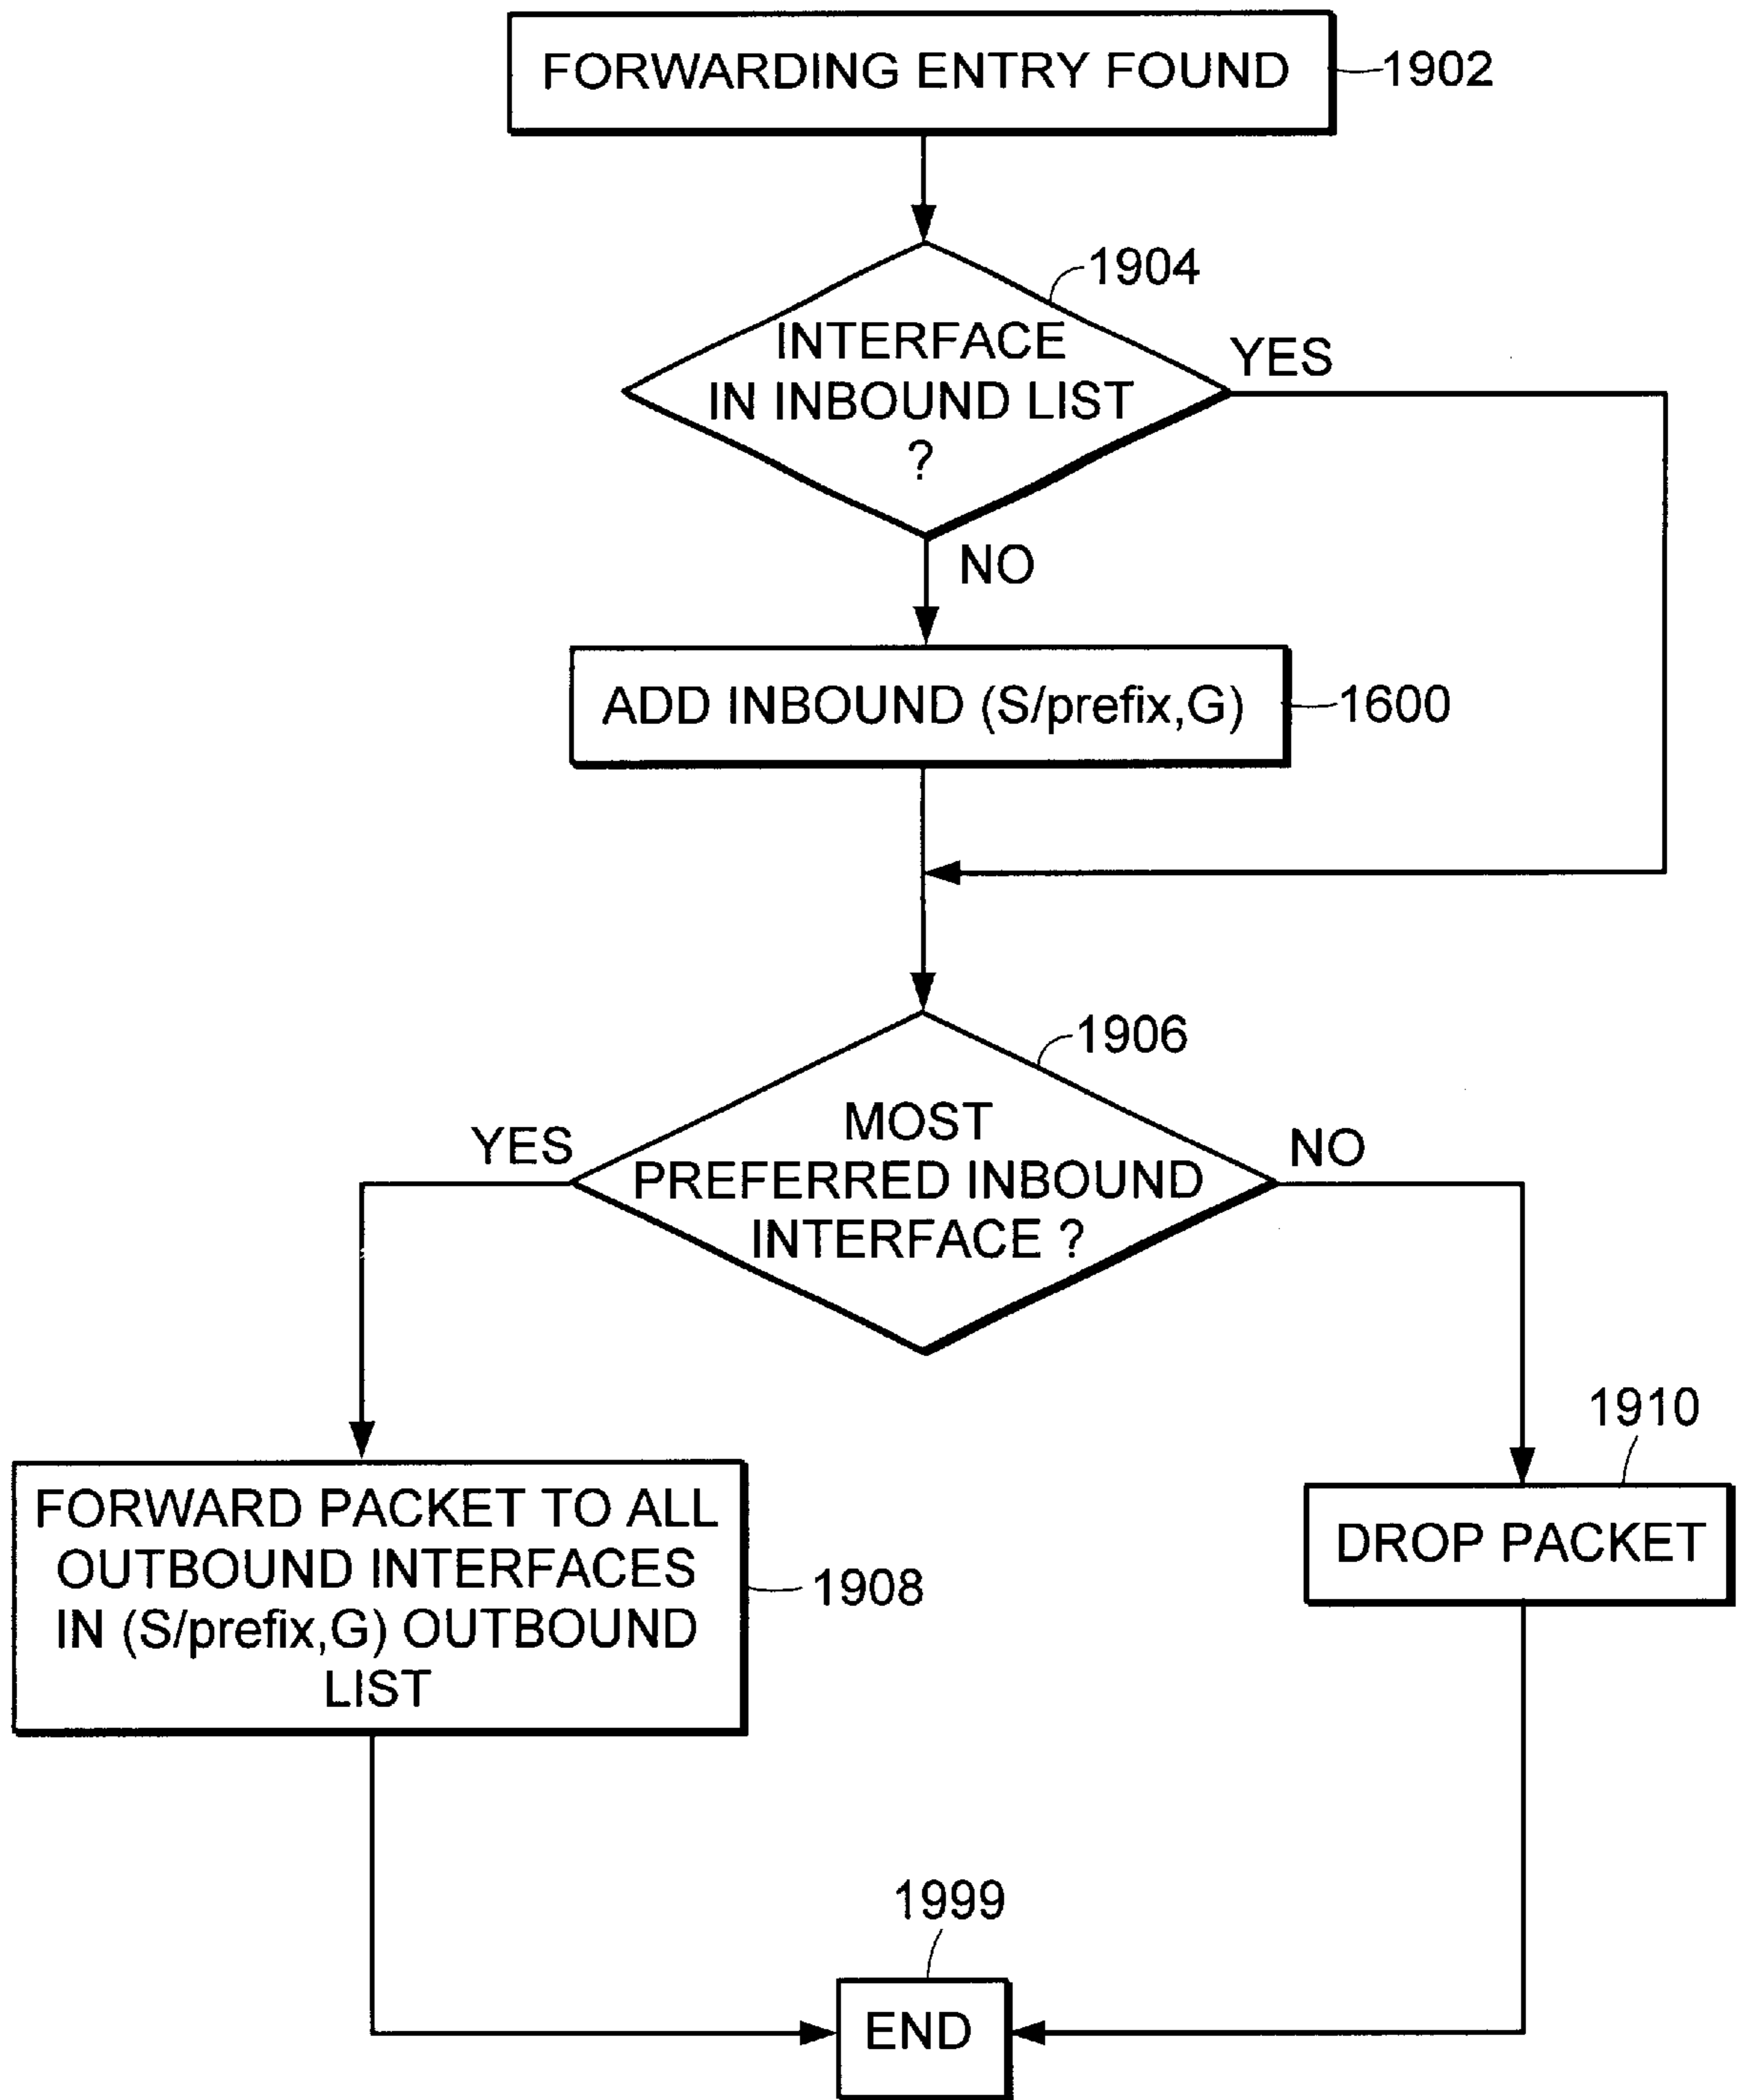 FORWARDING ENTRY FOUND
1902
1904
INTERFACE
IN INBOUND LIST
?
YES
NO
ADD INBOUND (S/prefix,G)
1600
1906
MOST
PREFERRED INBOUND
INTERFACE ?
YES
NO
1910
FORWARD PACKET TO ALL
OUTBOUND INTERFACES
IN (S/prefix,G) OUTBOUND
LIST
1908
DROP PACKET
1999
END